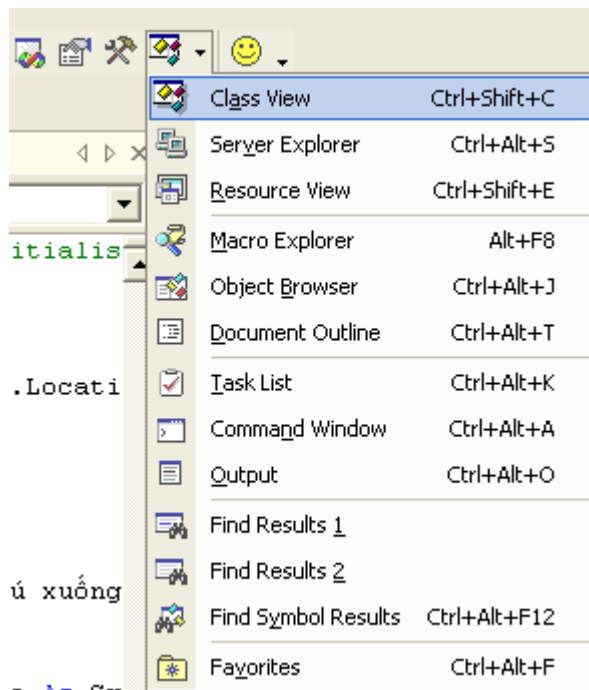 Class View Ctrl+Shift+C
Server Explorer Ctrl+Alt+S
Resource View Ctrl+Shift+E
itialis
Macro Explorer Alt+F8
Object Browser Ctrl+Alt+J
Document Outline Ctrl+Alt+T
.Locati
Task List Ctrl+Alt+K
Command Window Ctrl+Alt+A
Output Ctrl+Alt+O
Find Results 1
Find Results 2
ú xuống
Find Symbol Results Ctrl+Alt+F12
Favorites Ctrl+Alt+F